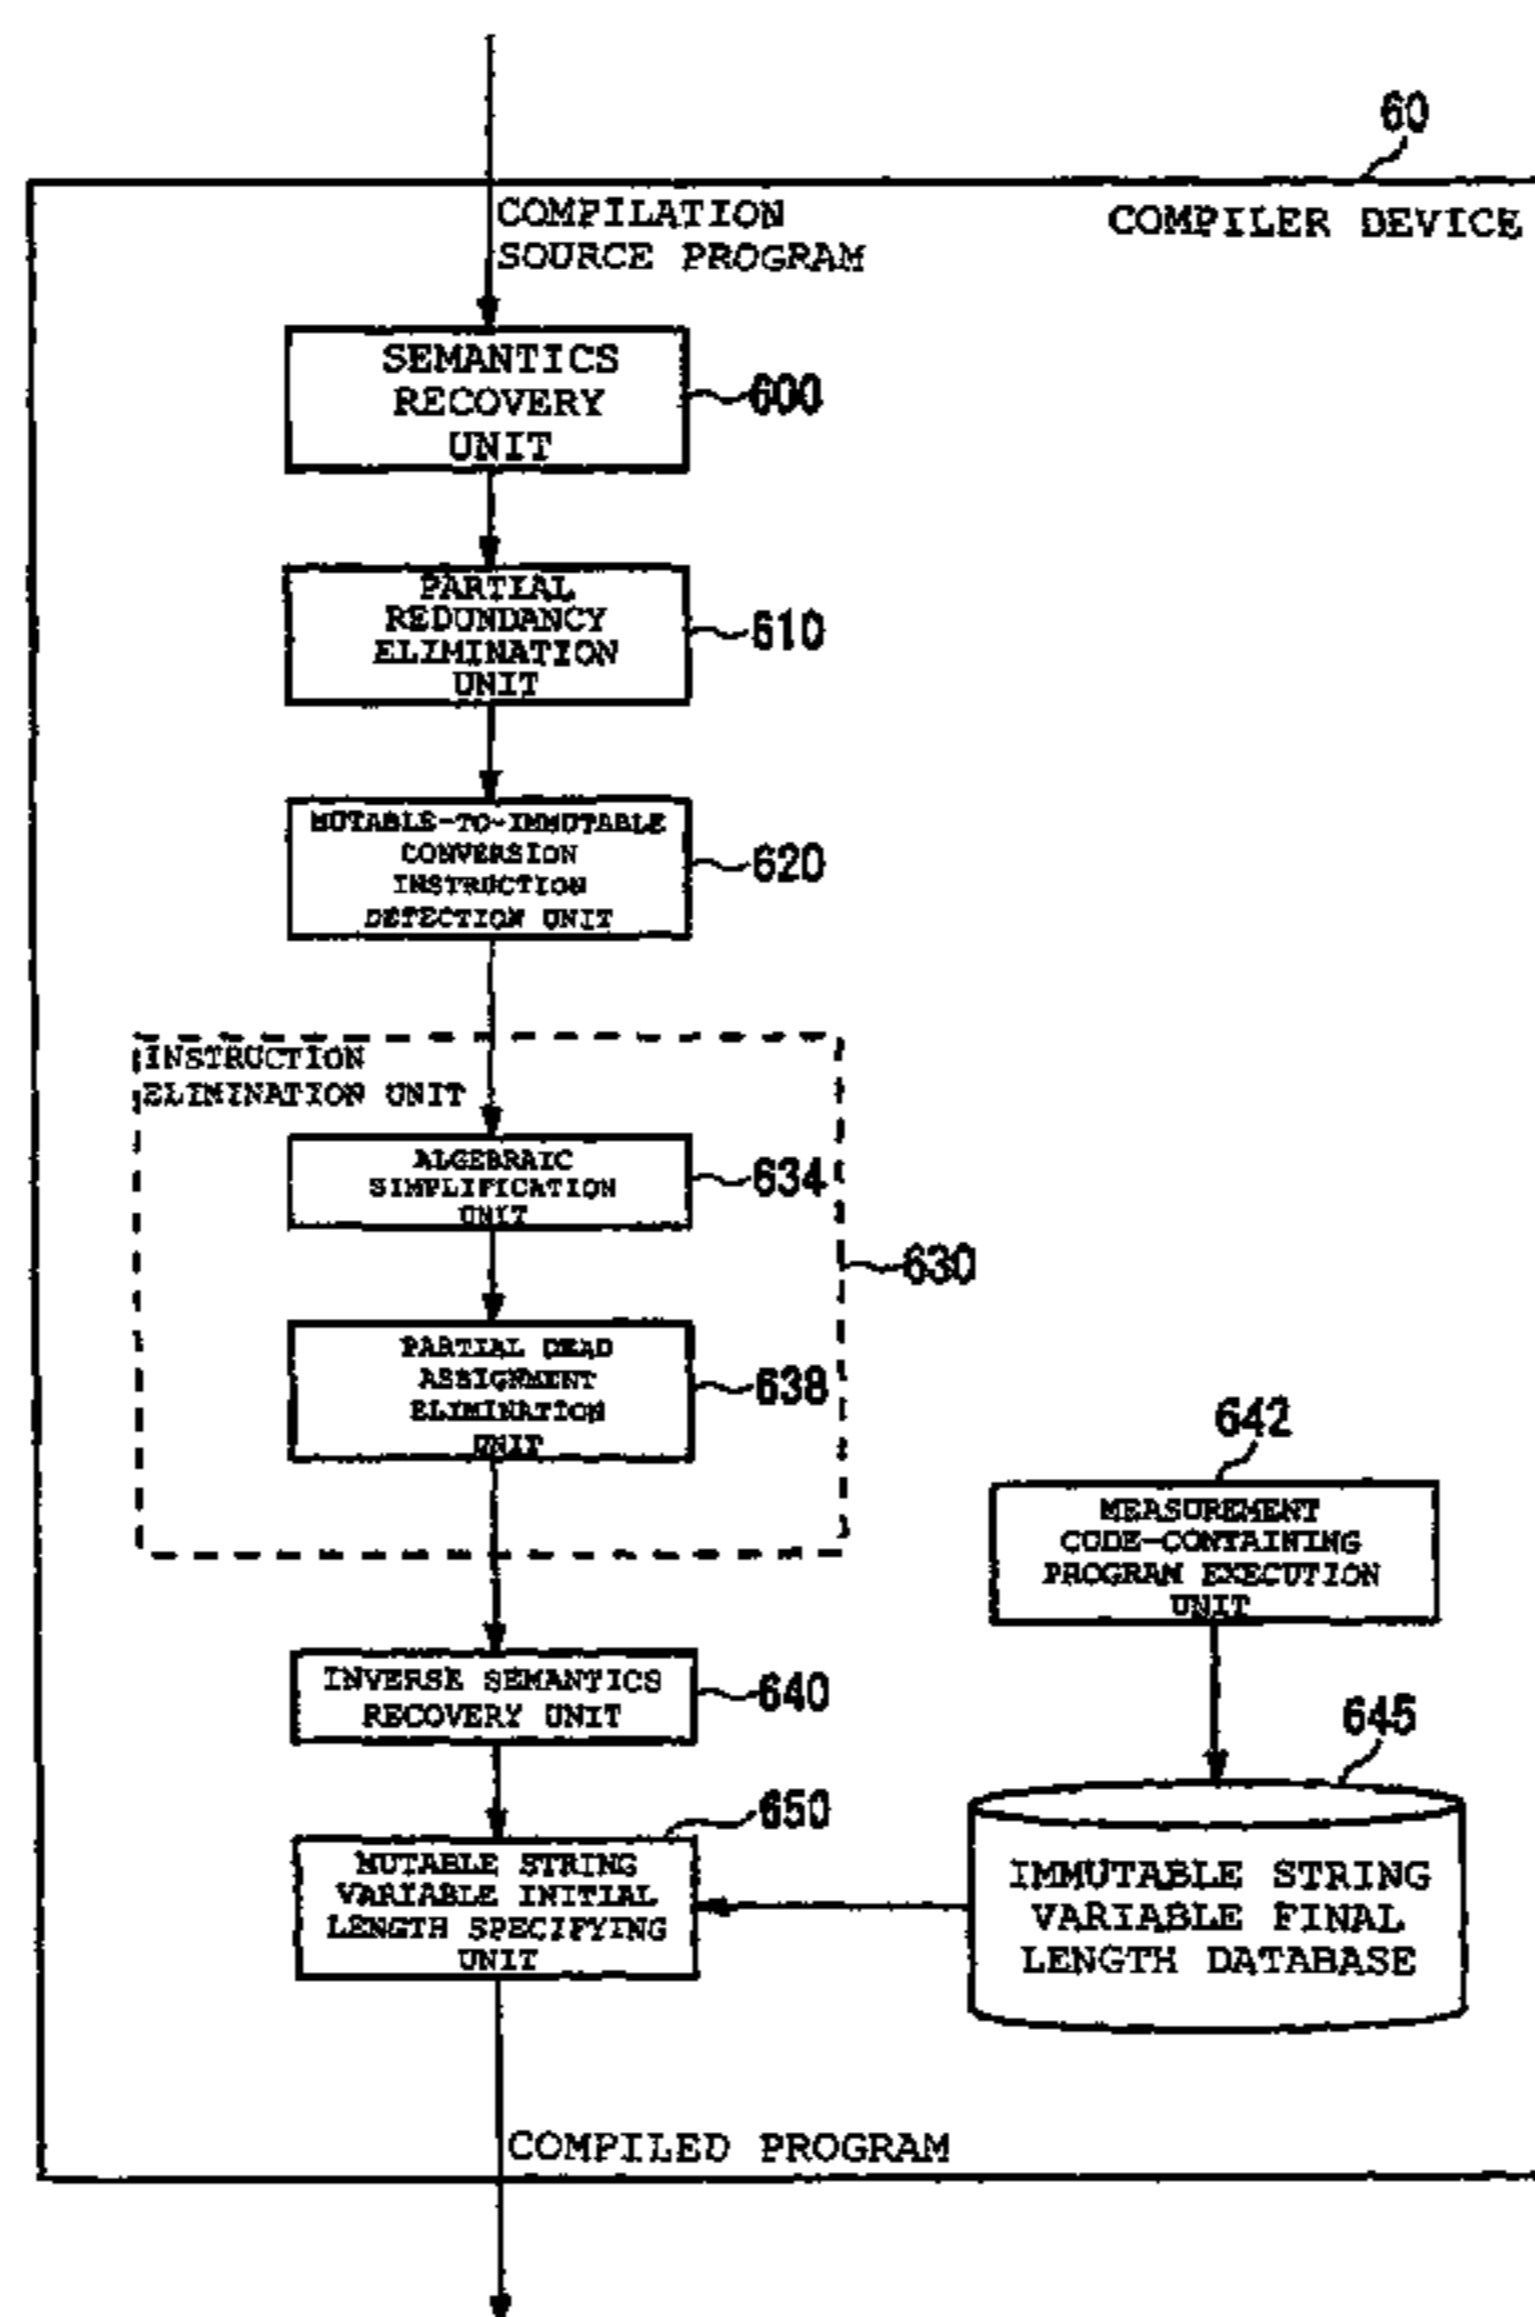 60
COMPILER DEVICE
COMPILATION
SOURCE PROGRAM
SEMANTICS
RECOVERY
UNIT
600
PARTIAL
REDUNDANCY
ELIMINATION
UNIT
610
MUTABLE-TO-IMMUTABLE
CONVERSION
INSTRUCTION
DETECTION UNIT
620
INSTRUCTION
ELIMINATION UNIT
ALGEBRAIC
SIMPLIFICATION
UNIT
634
630
PARTIAL DEAD
ASSIGNMENT
ELIMINATION
UNIT
638
642
MEASUREMENT
CODE-CONTAINING
PROGRAM EXECUTION
UNIT
INVERSE SEMANTICS
RECOVERY UNIT
640
645
650
MUTABLE STRING
VARIABLE INITIAL
LENGTH SPECIFYING
UNIT
IMMUTABLE STRING
VARIABLE FINAL
LENGTH DATABASE
COMPILED PROGRAM